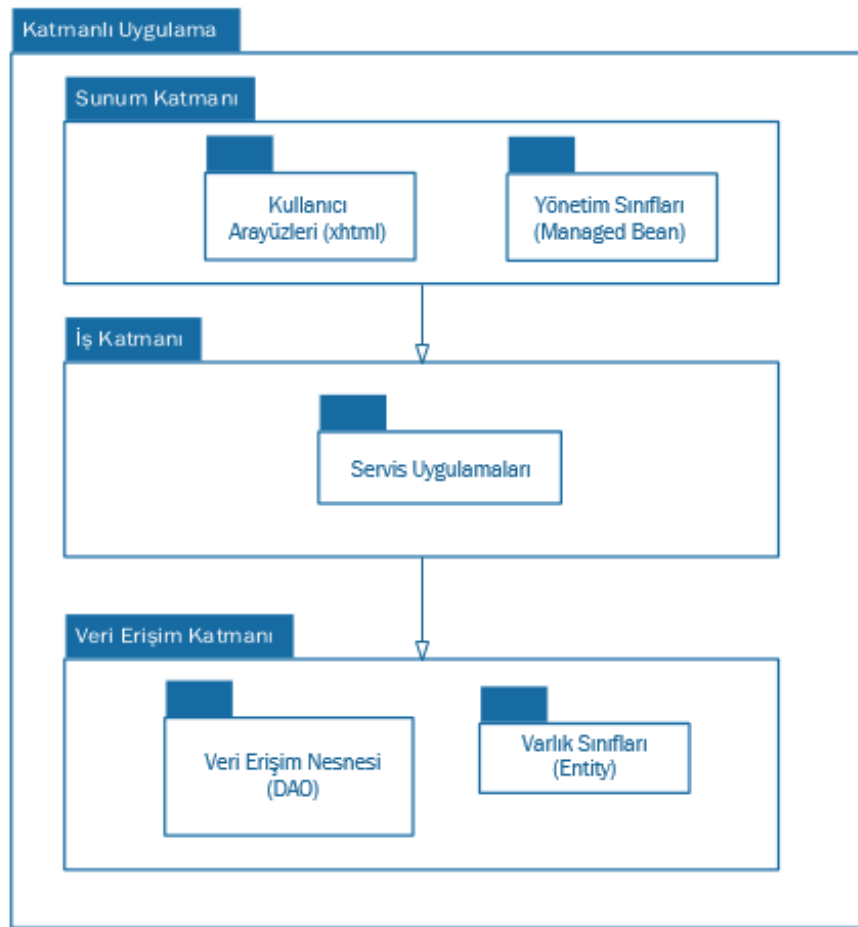 Katmanlı Uygulama
Sunum Katmanı
Kullanıcı
Arayüzleri (xhtml)
Yönetim Sınıfları
(Managed Bean)
İş Katmanı
Servis Uygulamaları
Veri Erişim Katmanı
Veri Erişim Nesnesi
(DAO)
Varlık Sınıfları
(Entity)